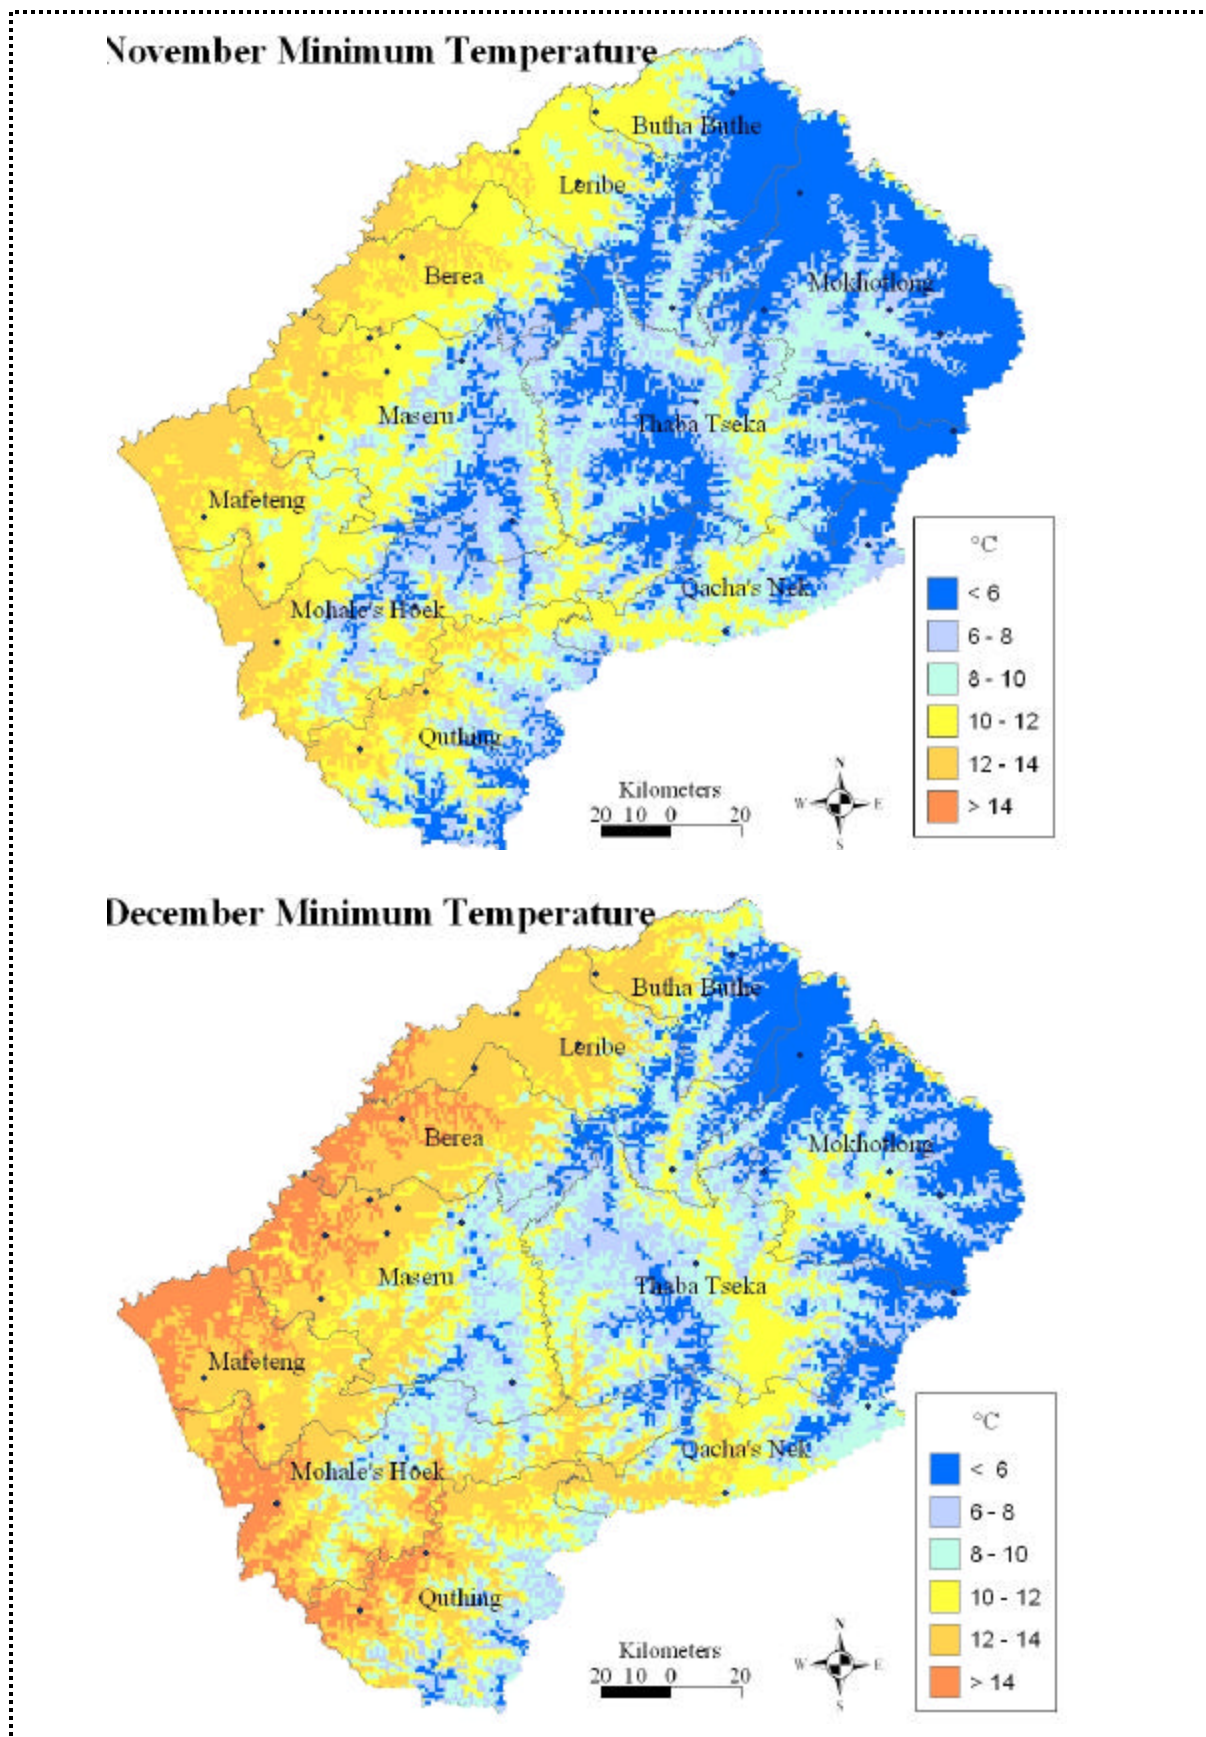 November Minimum Temperature
Butha Buthe
Leribe
Berea
Mokhotlong
Maseru
Thaba Tseka
Mafeteng
Qacha's Nek
Mohale's Hoek
Quthing
°C
< 6
6 - 8
8 - 10
10 - 12
12 - 14
> 14
Kilometers
20 10 0 20
N
W E
S
December Minimum Temperature
Butha Buthe
Leribe
Berea
Mokhotlong
Maseru
Thaba Tseka
Mafeteng
Qacha's Nek
Mohale's Hoek
Quthing
°C
< 6
6 - 8
8 - 10
10 - 12
12 - 14
> 14
Kilometers
20 10 0 20
N
W E
S